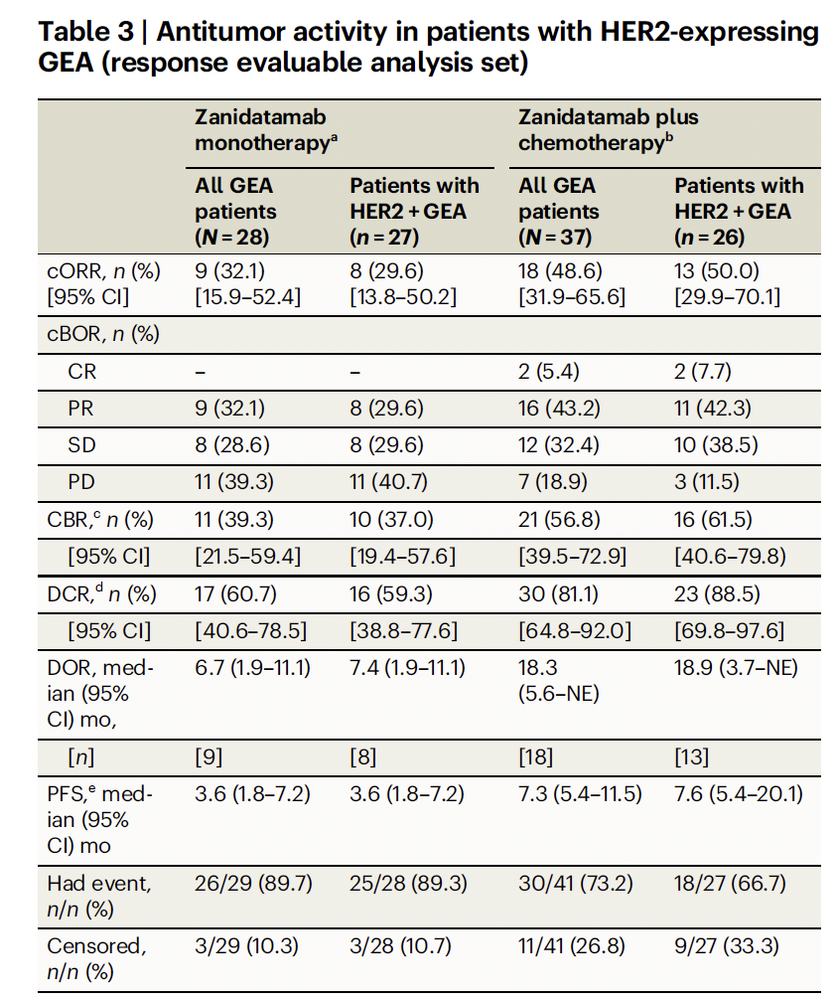 Table 3 | Antitumor activity in patients with HER2-expressing
GEA (response evaluable analysis set)
Zanidatamab monotherapyᵃ Zanidatamab plus chemotherapyᵇ
All GEA patients (N = 28) Patients with HER2 + GEA (n = 27) All GEA patients (N = 37) Patients with HER2 + GEA (n = 26)
cORR, n (%) 9 (32.1) 8 (29.6) 18 (48.6) 13 (50.0)
[95% CI] [15.9–52.4] [13.8–50.2] [31.9–65.6] [29.9–70.1]
cBOR, n (%)
CR – – 2 (5.4) 2 (7.7)
PR 9 (32.1) 8 (29.6) 16 (43.2) 11 (42.3)
SD 8 (28.6) 8 (29.6) 12 (32.4) 10 (38.5)
PD 11 (39.3) 11 (40.7) 7 (18.9) 3 (11.5)
CBR,ᶜ n (%) 11 (39.3) 10 (37.0) 21 (56.8) 16 (61.5)
[95% CI] [21.5–59.4] [19.4–57.6] [39.5–72.9] [40.6–79.8)
DCR,ᵈ n (%) 17 (60.7) 16 (59.3) 30 (81.1) 23 (88.5)
[95% CI] [40.6–78.5] [38.8–77.6] [64.8–92.0] [69.8–97.6]
DOR, med- 6.7 (1.9–11.1) 7.4 (1.9–11.1) 18.3 18.9 (3.7–NE)
ian (95% (5.6–NE)
CI) mo,
[n] [9] [8] [18] [13]
PFS,ᵉ med- 3.6 (1.8–7.2) 3.6 (1.8–7.2) 7.3 (5.4–11.5) 7.6 (5.4–20.1)
ian (95%
CI) mo
Had event, 26/29 (89.7) 25/28 (89.3) 30/41 (73.2) 18/27 (66.7)
n/n (%)
Censored, 3/29 (10.3) 3/28 (10.7) 11/41 (26.8) 9/27 (33.3)
n/n (%)